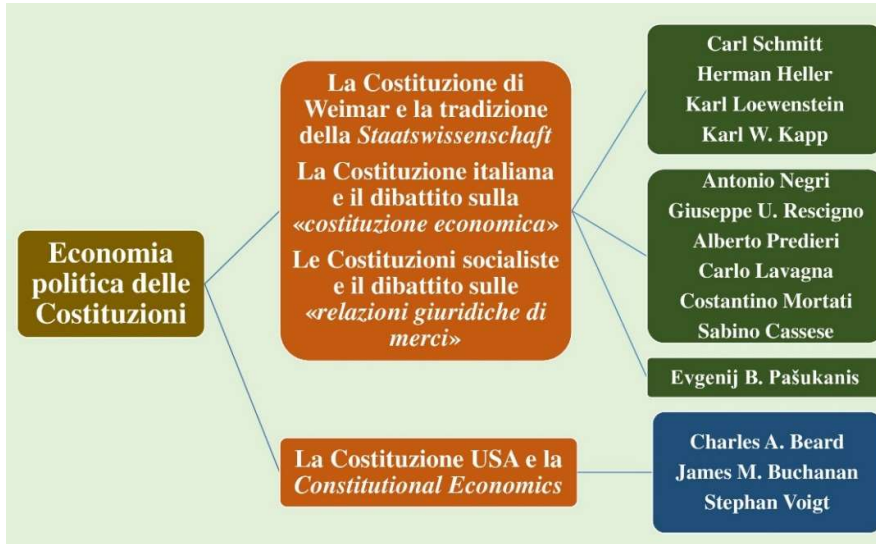 Economia
politica delle
Costituzioni
La Costituzione di
Weimar e la tradizione
della Staatswissenschaft
La Costituzione italiana
e il dibattito sulla
«costituzione economica»
Le Costituzioni socialiste
e il dibattito sulle
«relazioni giuridiche di
merci»
La Costituzione USA e la
Constitutional Economics
Carl Schmitt
Herman Heller
Karl Loewenstein
Karl W. Kapp
Antonio Negri
Giuseppe U. Rescigno
Alberto Predieri
Carlo Lavagna
Costantino Mortati
Sabino Cassese
Evgenij B. Pašukanis
Charles A. Beard
James M. Buchanan
Stephan Voigt